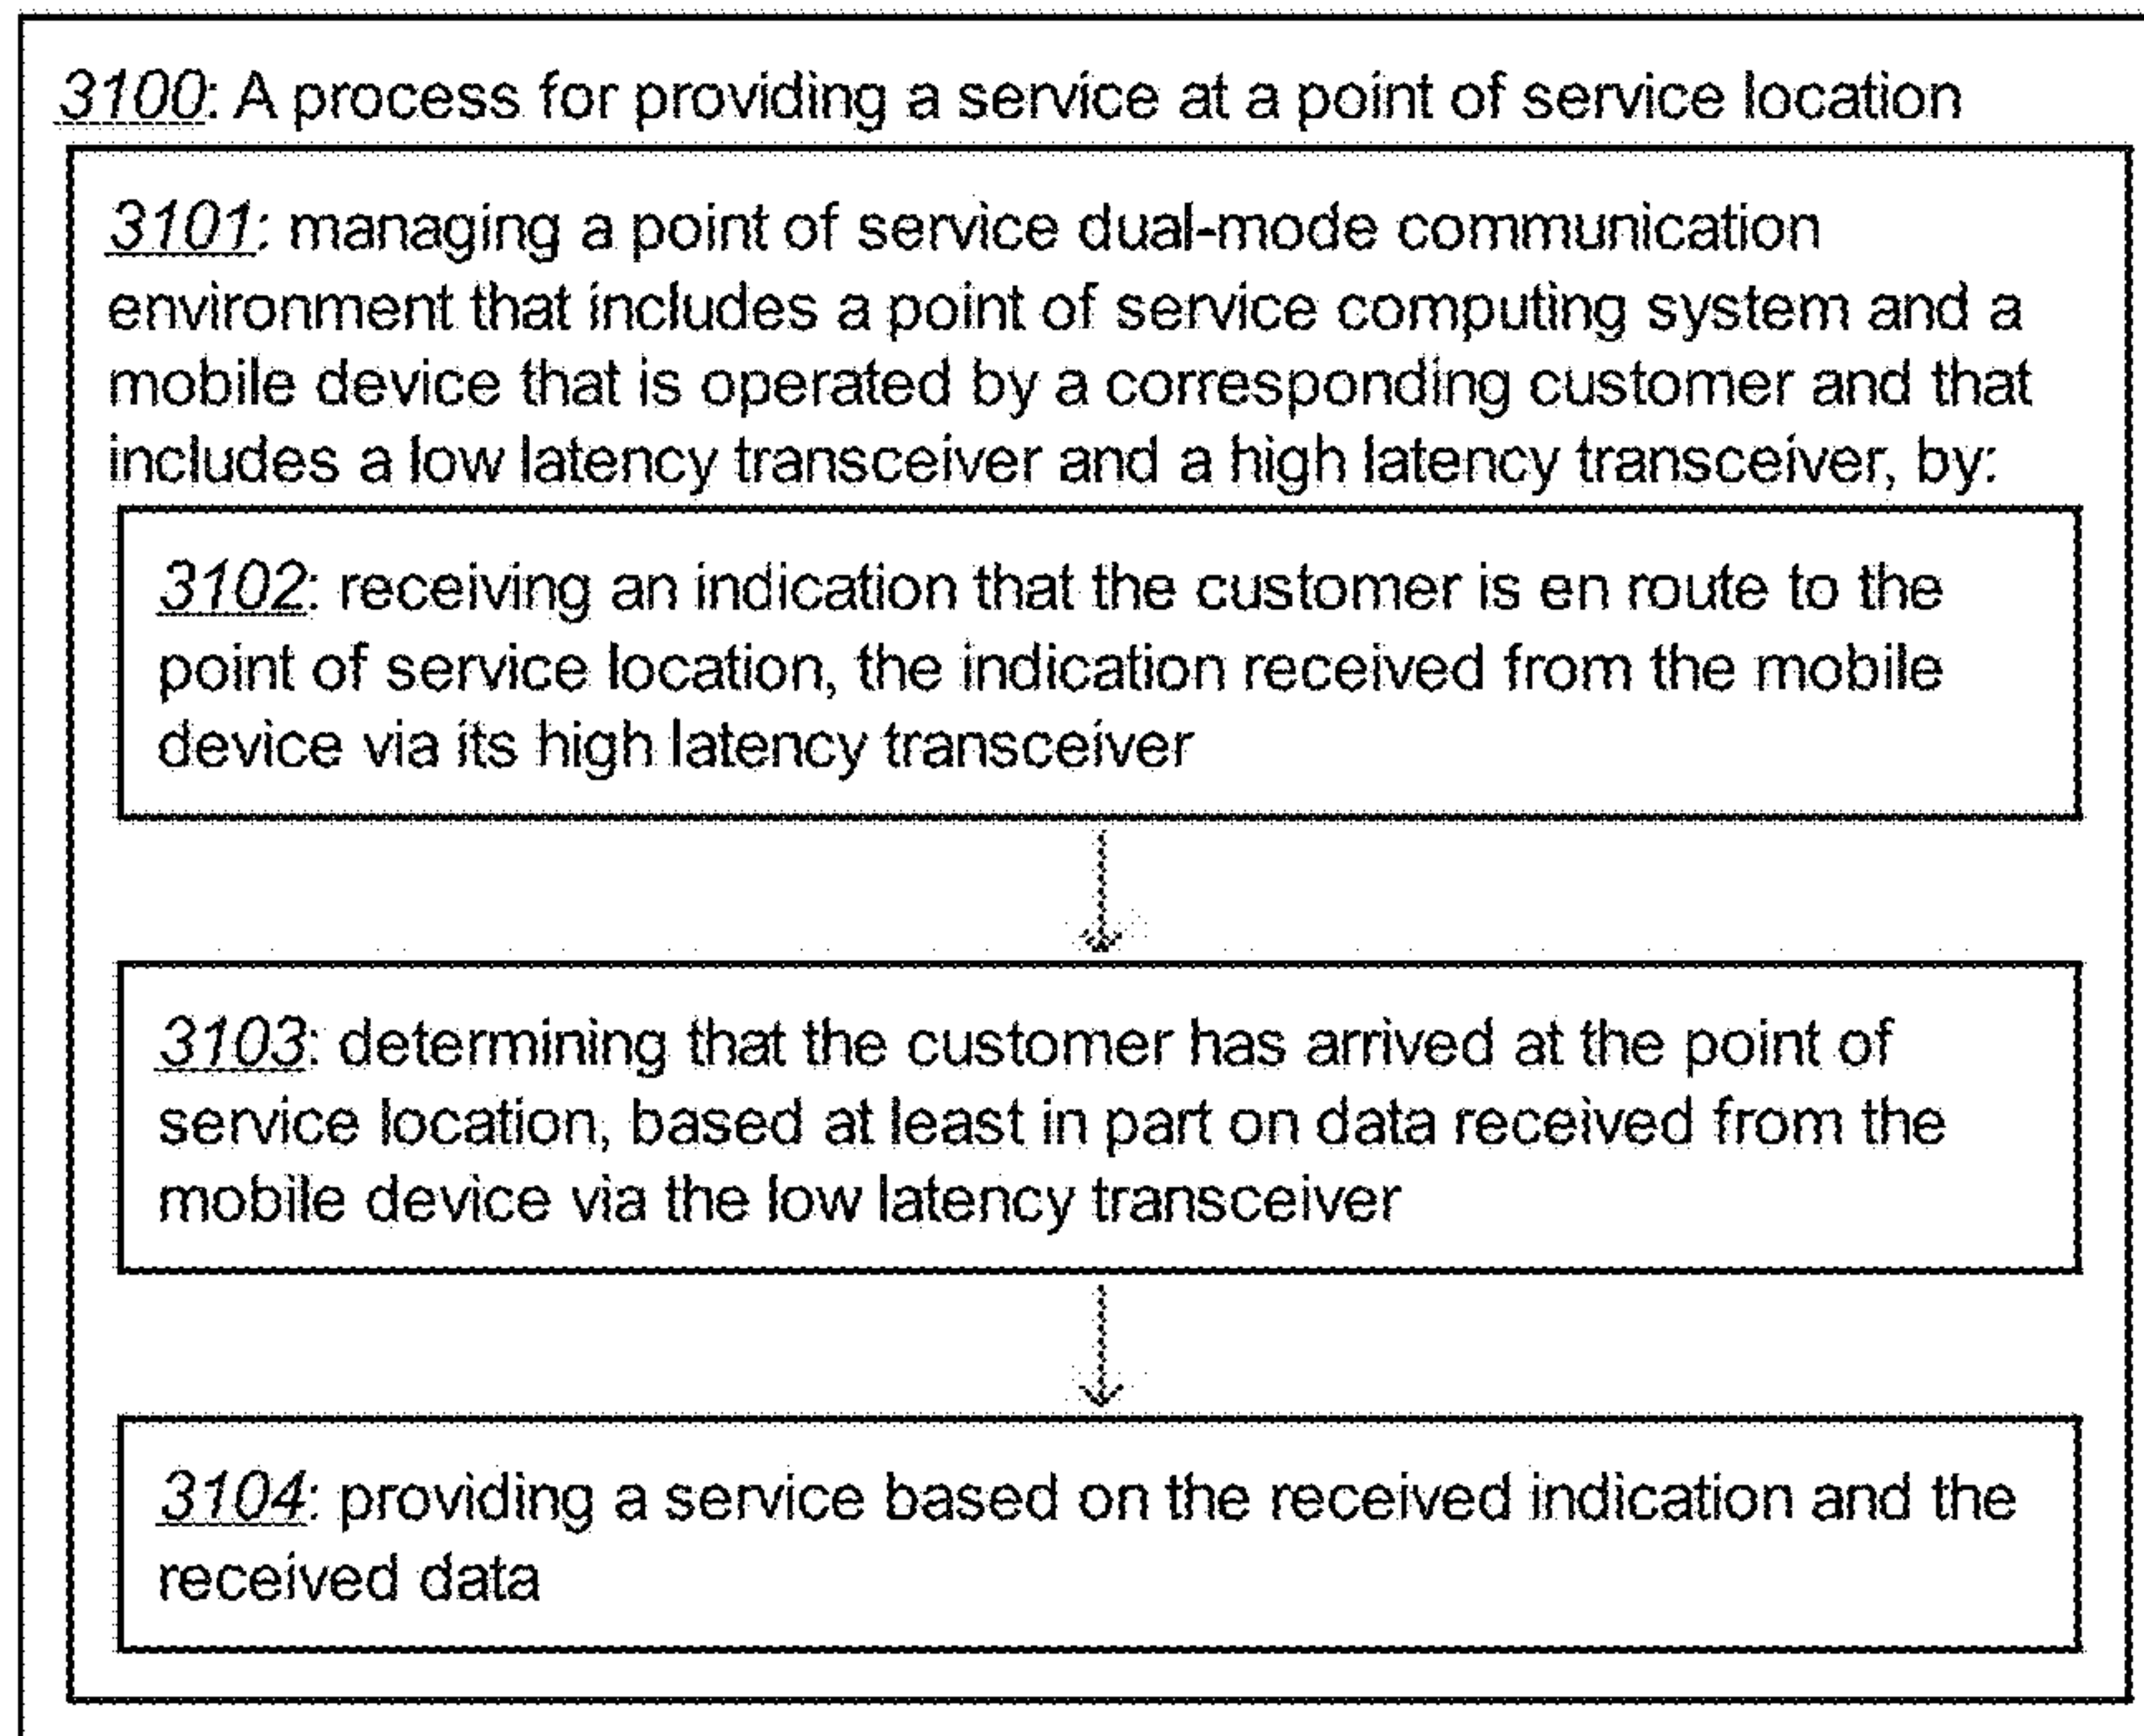 3100: A process for providing a service at a point of service location
3101: managing a point of service dual-mode communication
environment that includes a point of service computing system and a
mobile device that is operated by a corresponding customer and that
includes a low latency transceiver and a high latency transceiver, by:
3102: receiving an indication that the customer is en route to the
point of service location, the indication received from the mobile
device via its high latency transceiver
3103: determining that the customer has arrived at the point of
service location, based at least in part on data received from the
mobile device via the low latency transceiver
3104: providing a service based on the received indication and the
received data